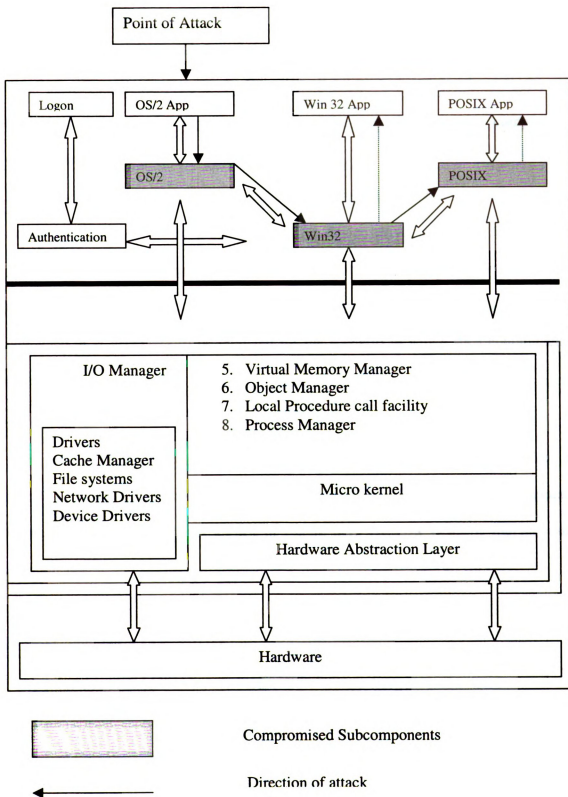 Point of Attack
Logon
OS/2 App
Win 32 App
POSIX App
OS/2
POSIX
Authentication
Win32
I/O Manager
5. Virtual Memory Manager
6. Object Manager
7. Local Procedure call facility
8. Process Manager
Drivers
Cache Manager
File systems
Network Drivers
Device Drivers
Micro kernel
Hardware Abstraction Layer
Hardware
Compromised Subcomponents
Direction of attack